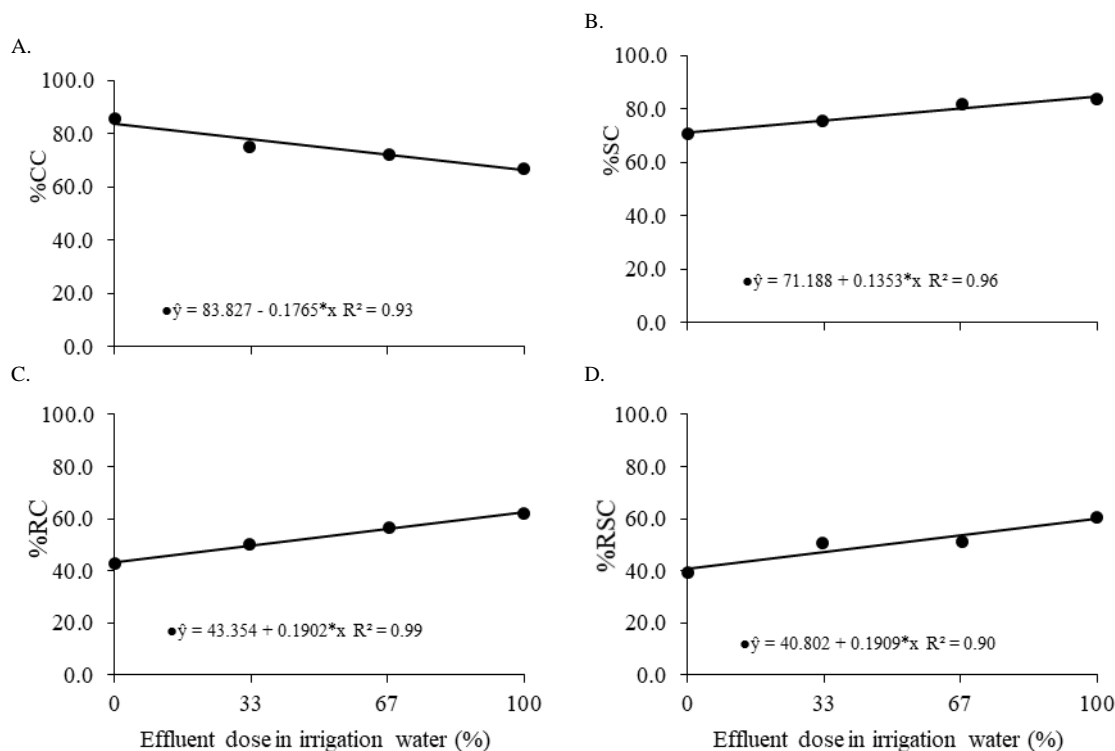 A.
100.0
80.0
60.0
40.0
20.0
0.0
%CC
ŷ = 83.827 - 0.1765*x R² = 0.93
B.
100.0
80.0
60.0
40.0
20.0
0.0
%SC
ŷ = 71.188 + 0.1353*x R² = 0.96
C.
100.0
80.0
60.0
40.0
20.0
0.0
%RC
ŷ = 43.354 + 0.1902*x R² = 0.99
0 33 67 100
Effluent dose in irrigation water (%)
D.
100.0
80.0
60.0
40.0
20.0
0.0
%RSC
ŷ = 40.802 + 0.1909*x R² = 0.90
0 33 67 100
Effluent dose in irrigation water (%)